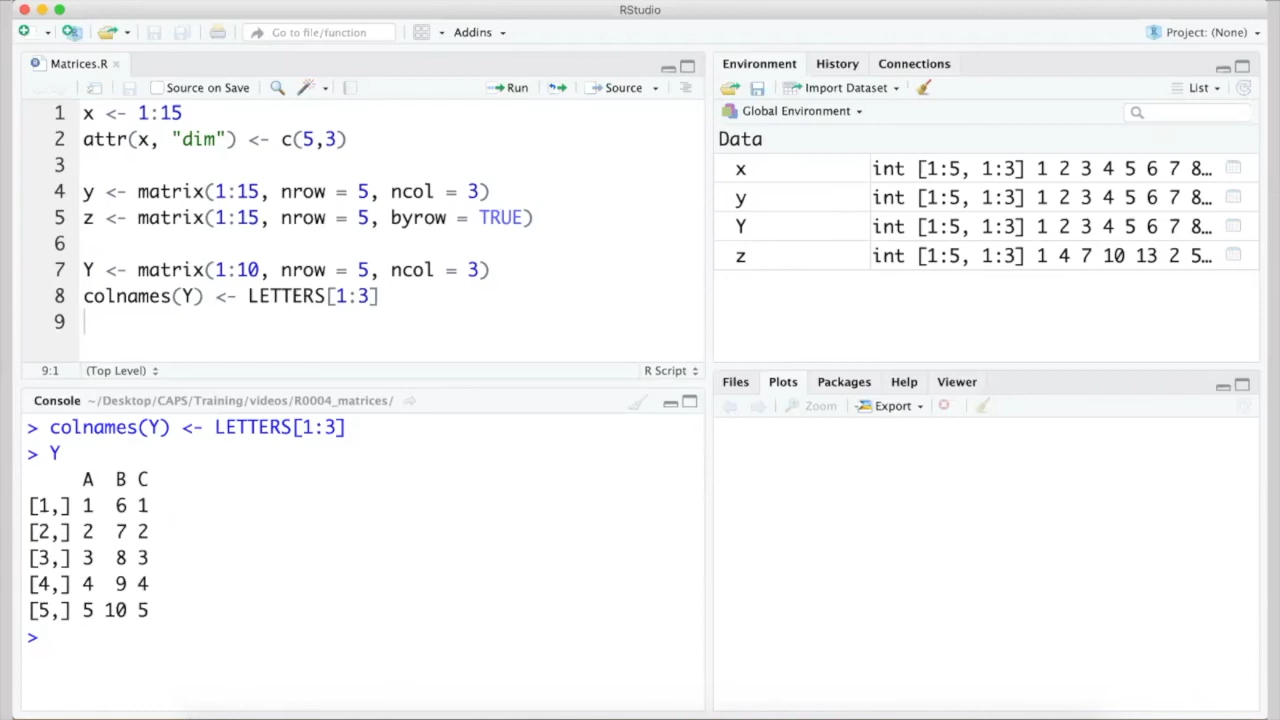 RStudio
Go to file/function
Addins
Project: (None)
Matrices.R
Source on Save
Run
Source
1 x <- 1:15
2 attr(x, "dim") <- c(5,3)
3
4 y <- matrix(1:15, nrow = 5, ncol = 3)
5 z <- matrix(1:15, nrow = 5, byrow = TRUE)
6
7 Y <- matrix(1:10, nrow = 5, ncol = 3)
8 colnames(Y) <- LETTERS[1:3]
9
9:1 (Top Level) R Script
Console ~/Desktop/CAPS/Training/videos/R0004_matrices/
> colnames(Y) <- LETTERS[1:3]
> Y
A B C
[1,] 1 6 1
[2,] 2 7 2
[3,] 3 8 3
[4,] 4 9 4
[5,] 5 10 5
>
Environment History Connections
Import Dataset List
Global Environment
Data
x int [1:5, 1:3] 1 2 3 4 5 6 7 8…
y int [1:5, 1:3] 1 2 3 4 5 6 7 8…
Y int [1:5, 1:3] 1 2 3 4 5 6 7 8…
z int [1:5, 1:3] 1 4 7 10 13 2 5…
Files Plots Packages Help Viewer
Zoom Export